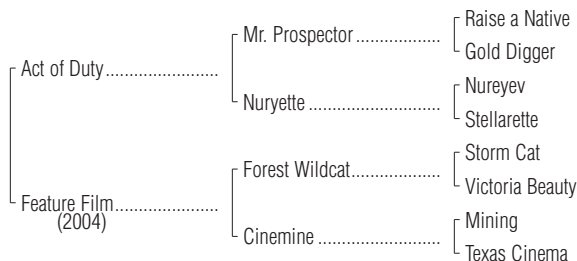 Raise a Native
Mr. Prospector ..................
Gold Digger
Act of Duty........................
Nureyev
Nuryette ............................
Stellarette
Storm Cat
Forest Wildcat...................
Victoria Beauty
Feature Film......................
(2004)
Mining
Cinemine ..........................
Texas Cinema